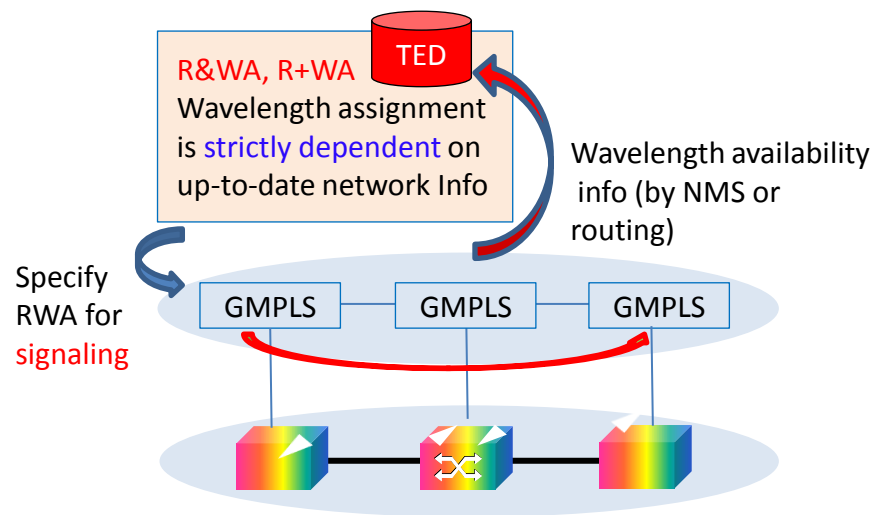 TED
R&WA, R+WA
Wavelength assignment
is strictly dependent on
up-to-date network Info
Wavelength availability
info (by NMS or
routing)
Specify
RWA for
signaling
GMPLS
GMPLS
GMPLS